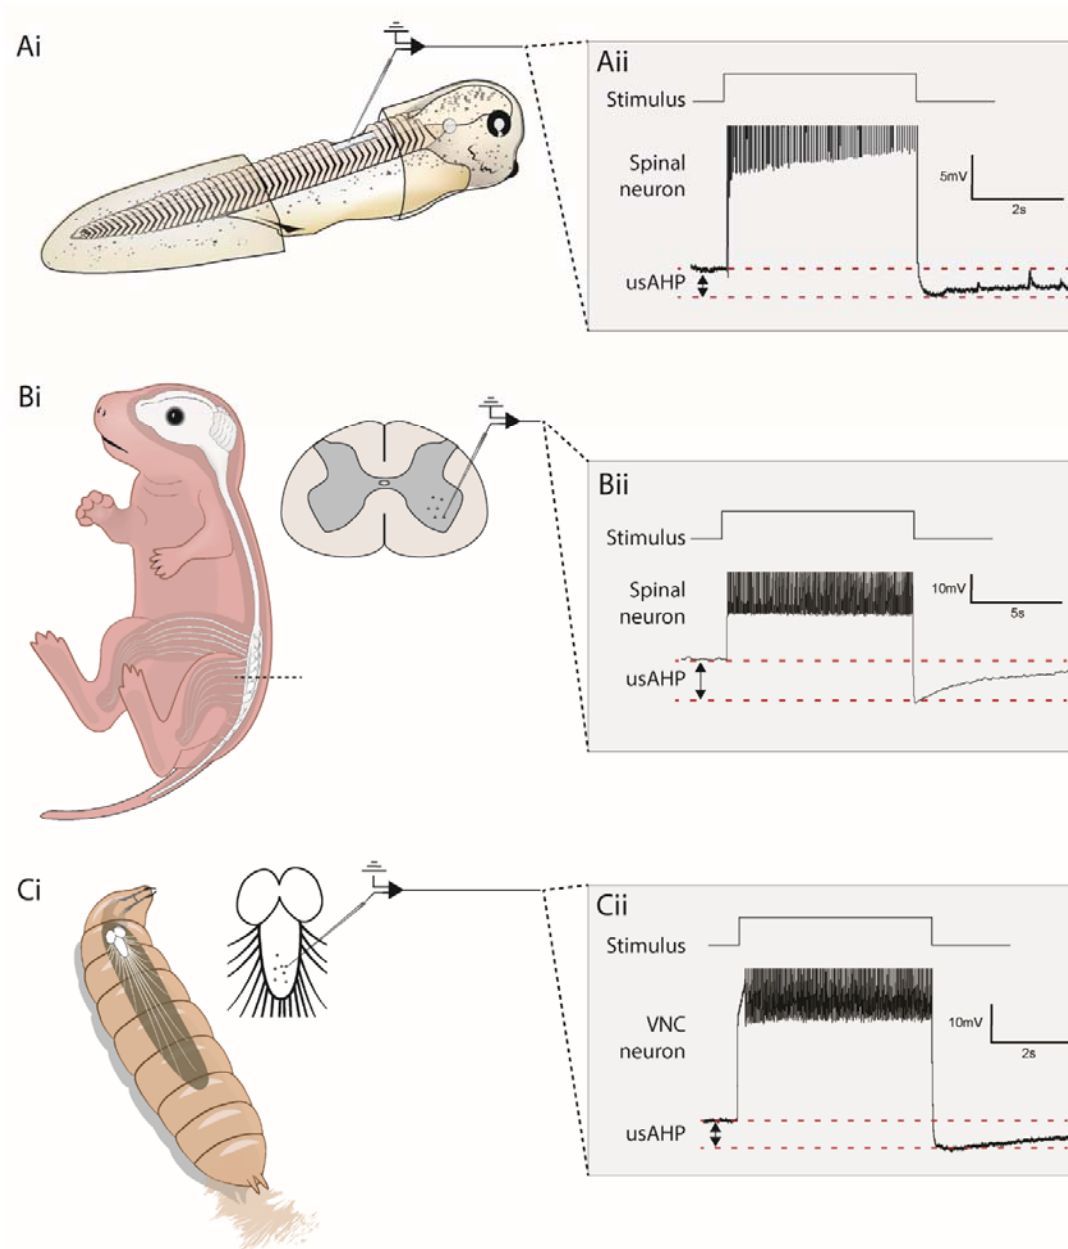 Ai
Aii
Stimulus
Spinal
neuron
5mV
2s
usAHP
Bi
Bii
Stimulus
Spinal
neuron
10mV
5s
usAHP
Ci
Cii
Stimulus
VNC
neuron
10mV
2s
usAHP